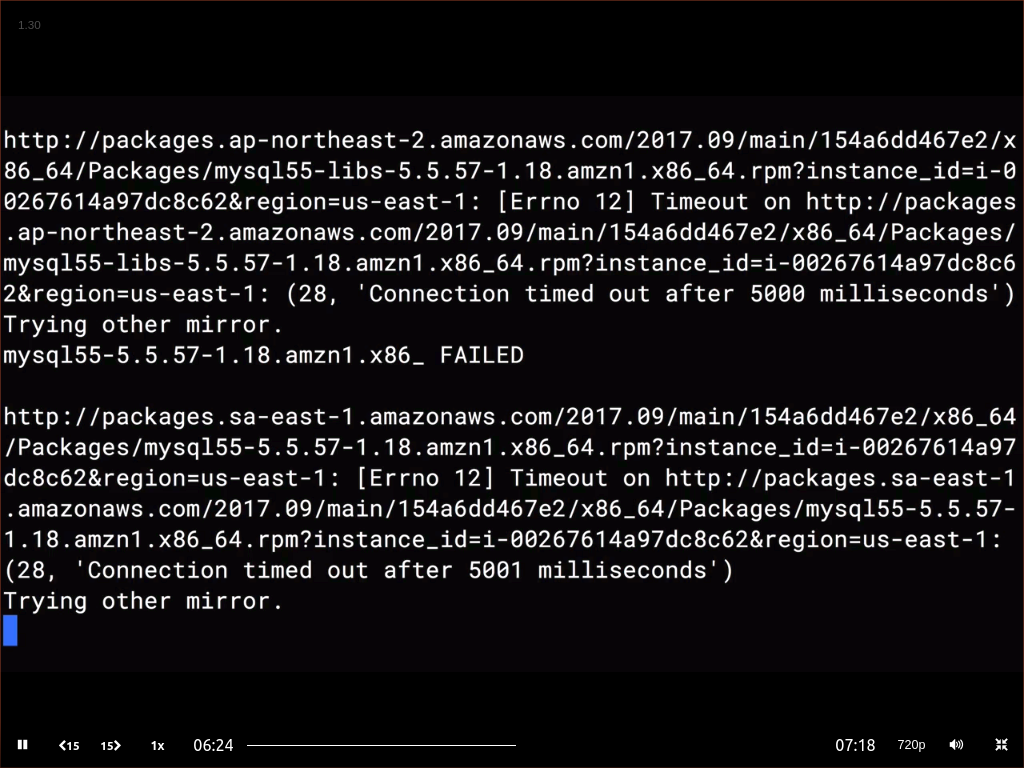 1.30
http://packages.ap-northeast-2.amazonaws.com/2017.09/main/154a6dd467e2/x
86_64/Packages/mysql55-libs-5.5.57-1.18.amzn1.x86_64.rpm?instance_id=i-0
0267614a97dc8c62&region=us-east-1: [Errno 12] Timeout on http://packages
.ap-northeast-2.amazonaws.com/2017.09/main/154a6dd467e2/x86_64/Packages/
mysql55-libs-5.5.57-1.18.amzn1.x86_64.rpm?instance_id=i-00267614a97dc8c6
2&region=us-east-1: (28, 'Connection timed out after 5000 milliseconds')
Trying other mirror.
mysql55-5.5.57-1.18.amzn1.x86_ FAILED
http://packages.sa-east-1.amazonaws.com/2017.09/main/154a6dd467e2/x86_64
/Packages/mysql55-5.5.57-1.18.amzn1.x86_64.rpm?instance_id=i-00267614a97
dc8c62&region=us-east-1: [Errno 12] Timeout on http://packages.sa-east-1
.amazonaws.com/2017.09/main/154a6dd467e2/x86_64/Packages/mysql55-5.5.57-
1.18.amzn1.x86_64.rpm?instance_id=i-00267614a97dc8c62&region=us-east-1:
(28, 'Connection timed out after 5001 milliseconds')
Trying other mirror.
15 15 1x 06:24 07:18 720p